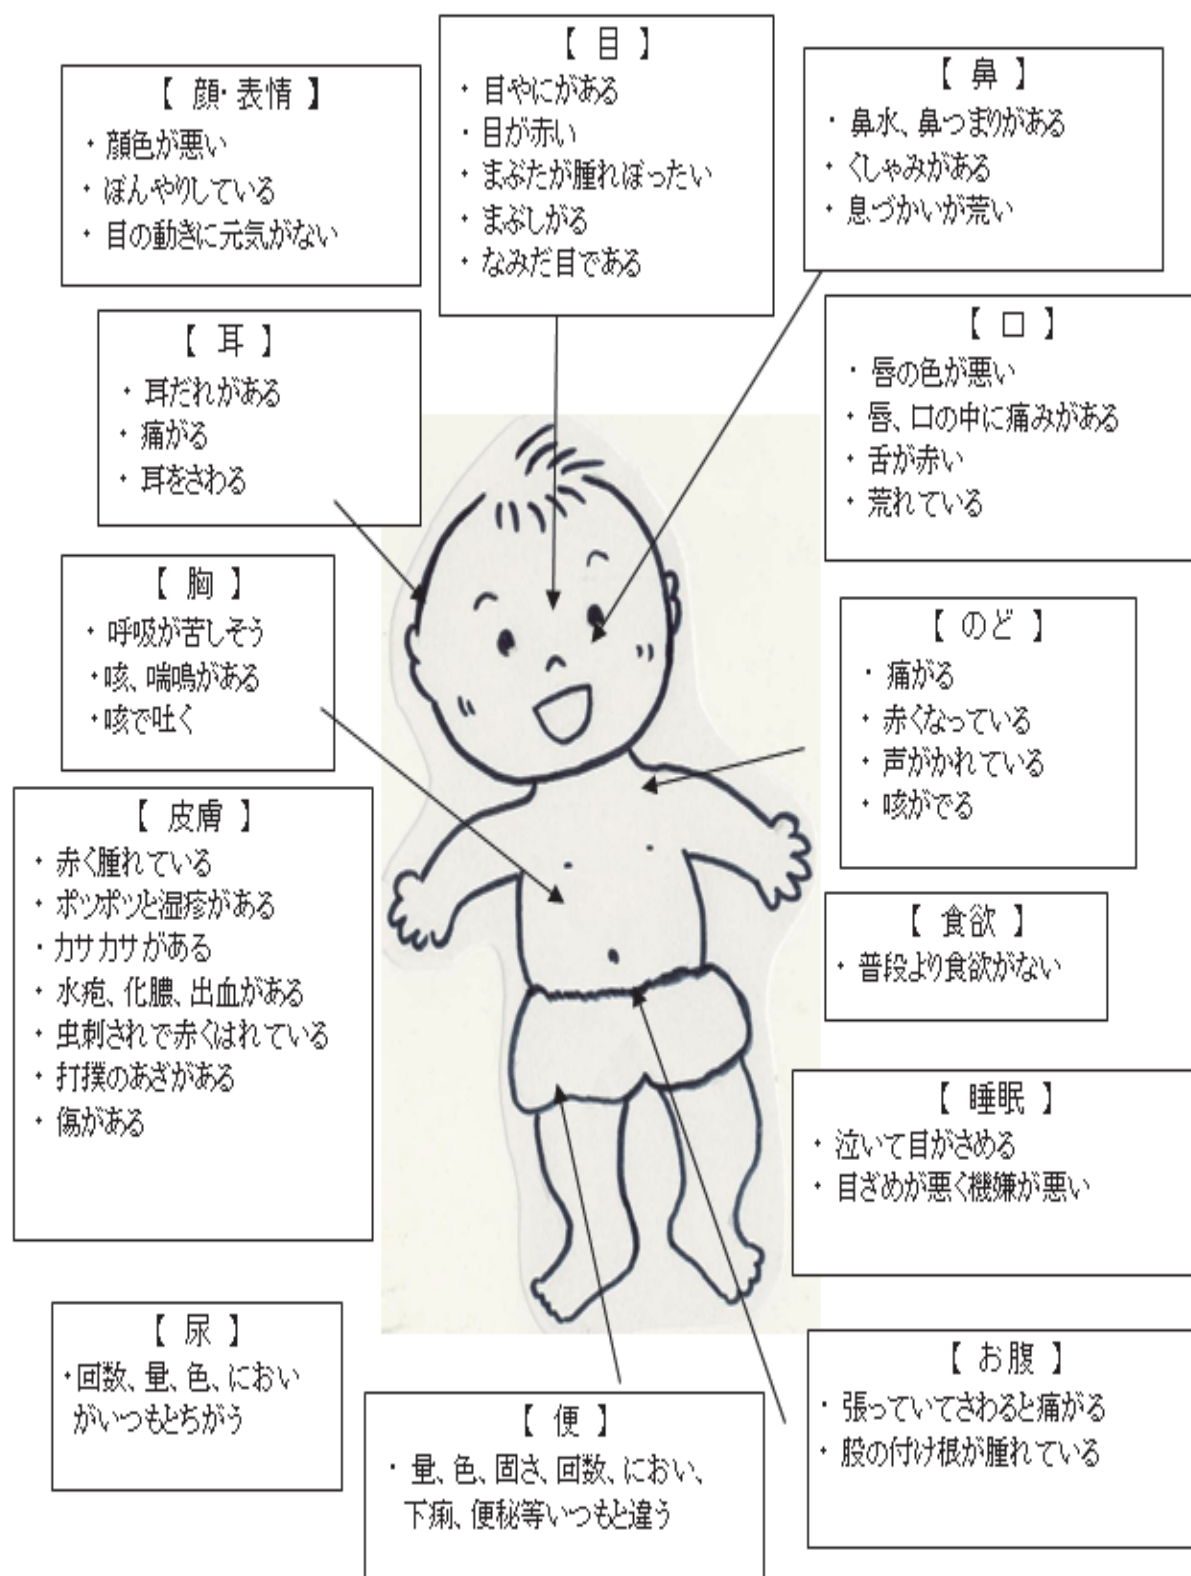 【 顔・表情 】
・ 顔色が悪い
・ ぼんやりしている
・ 目の動きに元気がない
【 目 】
・ 目やにがある
・ 目が赤い
・ まぶたが腫れぼったい
・ まぶしがる
・ なみだ目である
【 鼻 】
・ 鼻水、鼻つまりがある
・ くしゃみがある
・ 息づかいが荒い
【 耳 】
・ 耳だれがある
・ 痛がる
・ 耳をさわる
【 口 】
・ 唇の色が悪い
・ 唇、口の中に痛みがある
・ 舌が赤い
・ 荒れている
【 胸 】
・ 呼吸が苦しそう
・咳、喘鳴がある
・咳で吐く
【 のど 】
・ 痛がる
・ 赤くなっている
・ 声がかれている
・ 咳がでる
【 皮膚 】
・ 赤く腫れている
・ ポツポツと湿疹がある
・ カサカサがある
・ 水疱、化膿、出血がある
・ 虫刺されで赤くはれている
・ 打撲のあざがある
・ 傷がある
【 食欲 】
・ 普段より食欲がない
【 睡眠 】
・ 泣いて目がさめる
・ 目ざめが悪く機嫌が悪い
【 尿 】
・回数、量、色、におい
がいつもとちがう
【 便 】
・ 量、色、固さ、回数、におい、
下痢、便秘等いつもと違う
【 お腹 】
・ 張っていてさわると痛がる
・ 股の付け根が腫れている